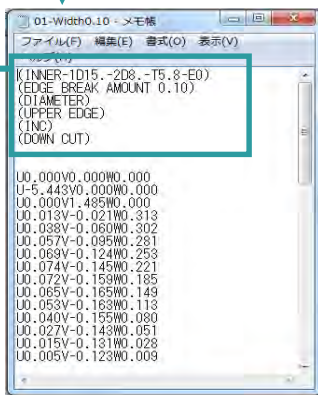 01-Width0.10 - メモ帳
ファイル(F) 編集(E) 書式(O) 表示(V)
(INNER-1D15.-2D8.-T5.8-E0)
(EDGE BREAK AMOUNT 0.10)
(DIAMETER)
(UPPER EDGE)
(INC)
(DOWN CUT)
U0.000V0.000W0.000
U-5.443V0.000W0.000
U0.000V1.485W0.000
U0.013V-0.021W0.313
U0.038V-0.060W0.302
U0.057V-0.095W0.281
U0.069V-0.124W0.253
U0.074V-0.145W0.221
U0.072V-0.159W0.185
U0.065V-0.165W0.149
U0.053V-0.163W0.113
U0.040V-0.155W0.080
U0.027V-0.143W0.051
U0.015V-0.131W0.028
U0.005V-0.123W0.009